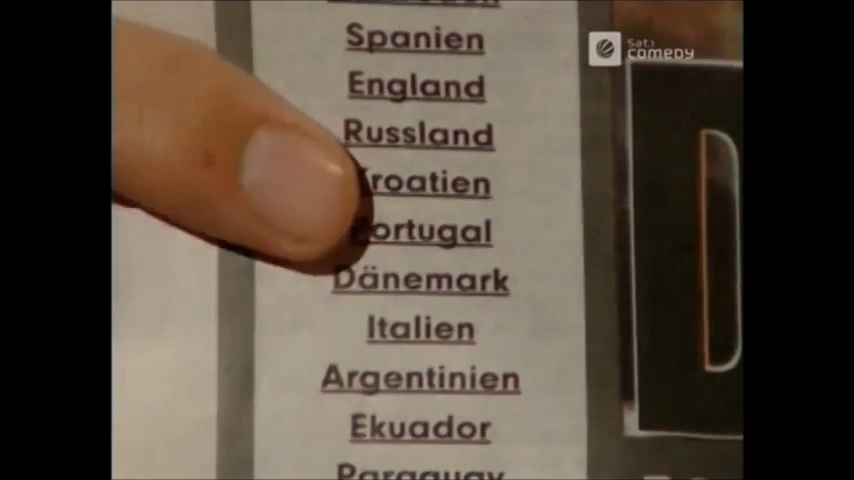 Spanien
sat.1
comedy
England
Russland
Kroatien
Portugal
Dänemark
Italien
Argentinien
Ekuador
Paraguay